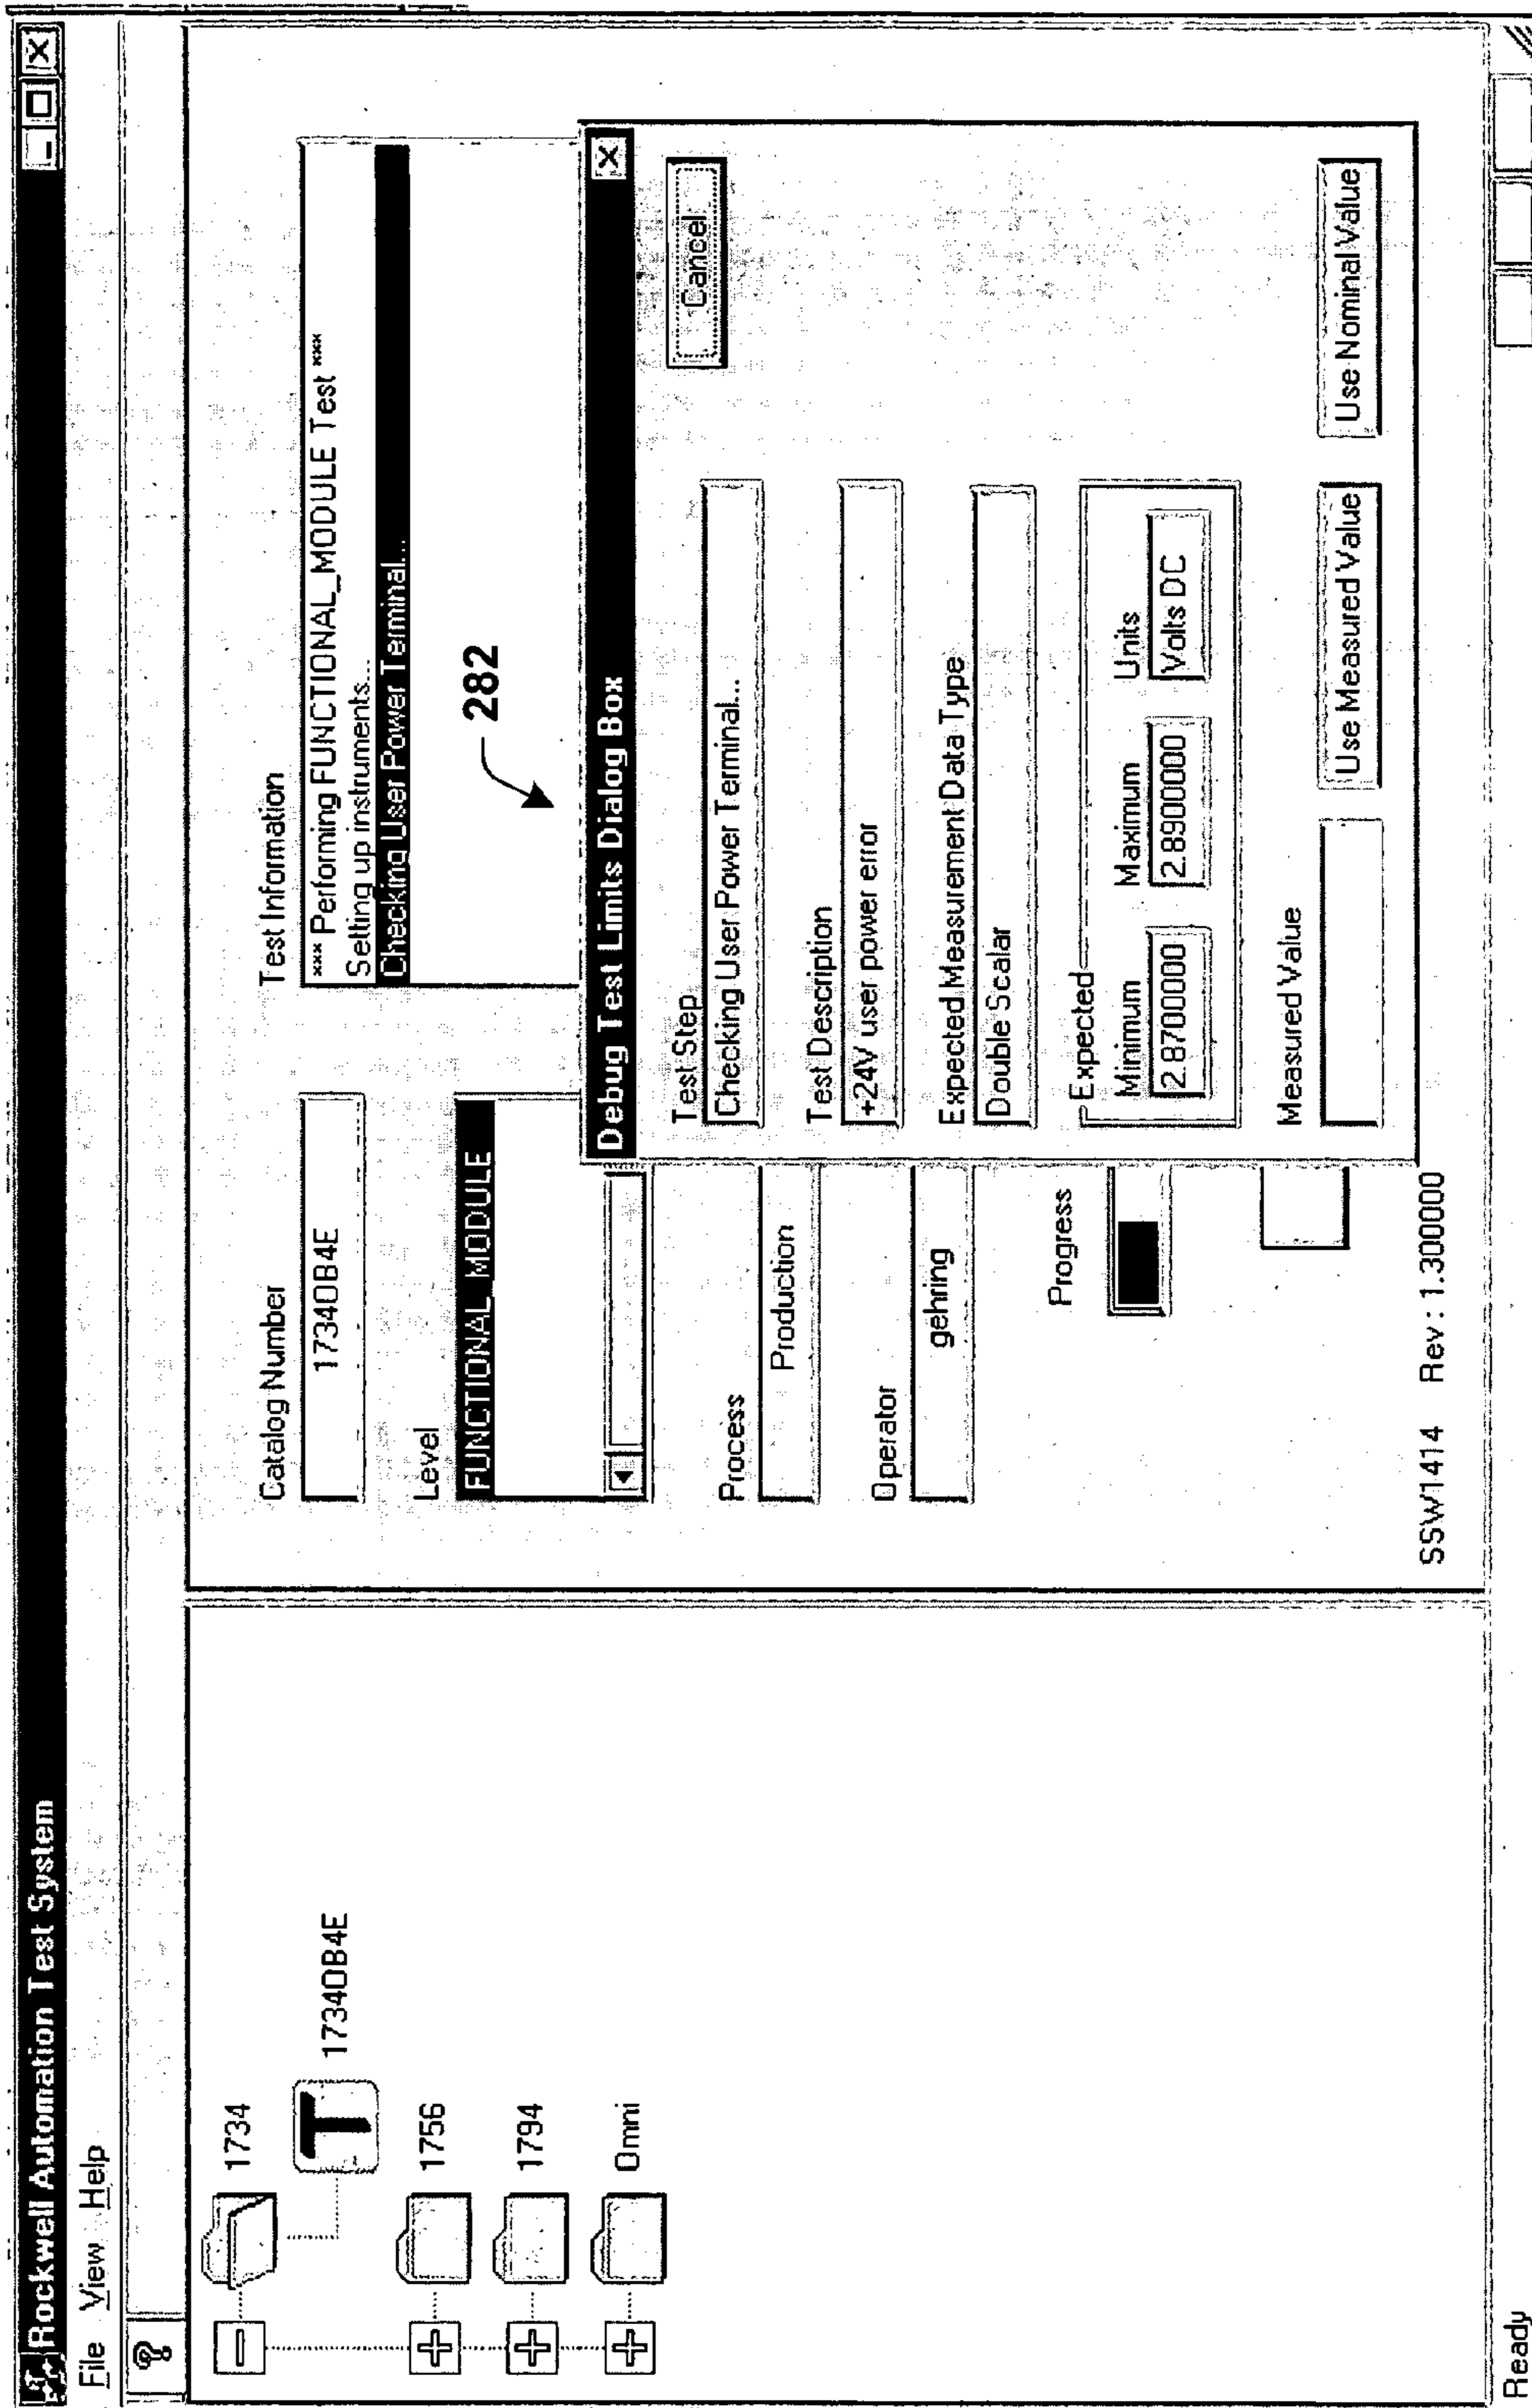 Rockwell Automation Test System
File View Help
?
1734
T
1734OB4E
1756
1794
Omni
Catalog Number
1734OB4E
Level
FUNCTIONAL_MODULE
Process
Production
Operator
gehring
Progress
SSW1414 Rev : 1.300000
Test Information
*** Performing FUNCTIONAL_MODULE Test ***
Setting up instruments...
Checking User Power Terminal...
282
Debug Test Limits Dialog Box
Test Step
Checking User Power Terminal...
Cancel
Test Description
+24V user power error
Expected Measurement Data Type
Double Scalar
Expected
Minimum Maximum Units
2.8700000 2.8900000 Volts DC
Measured Value
Use Measured Value Use Nominal Value
Ready